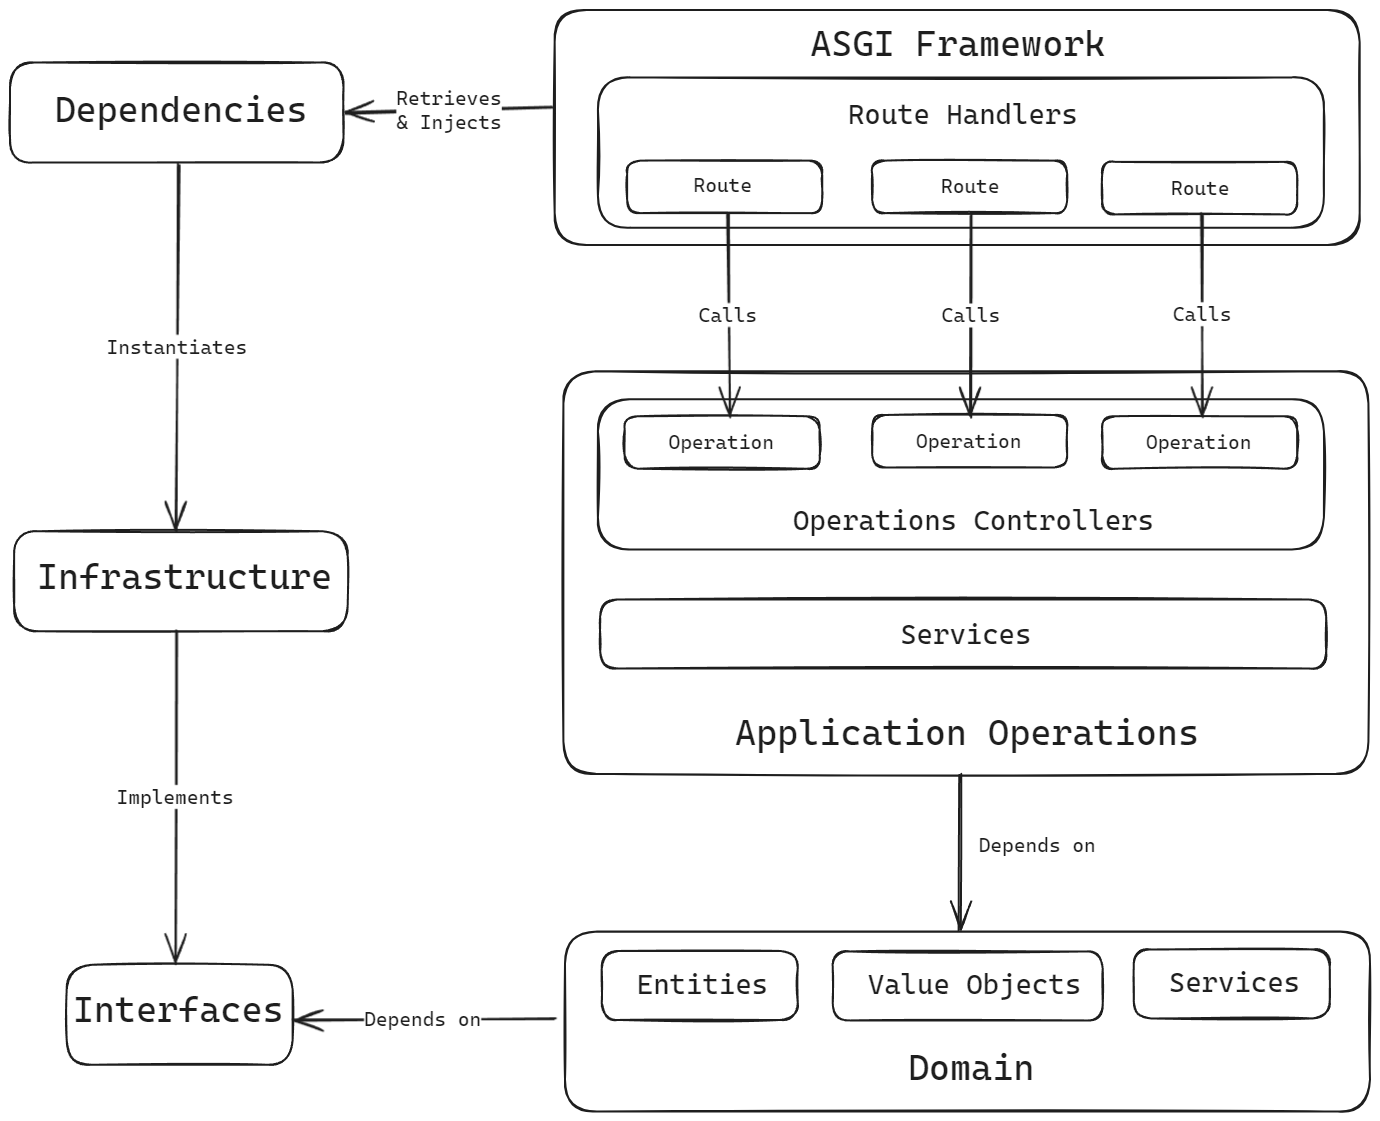 ASGI Framework
Dependencies
Retrieves
& Injects
Route Handlers
Route
Route
Route
Calls
Calls
Calls
Instantiates
Operation
Operation
Operation
Operations Controllers
Infrastructure
Services
Application Operations
Implements
Depends on
Entities
Value Objects
Services
Interfaces
Depends on
Domain